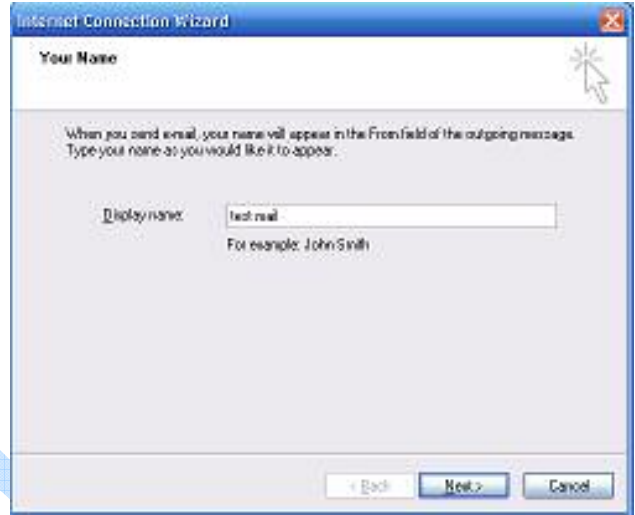 Internet Connection Wizard
Your Name
When you send e-mail, your name will appear in the From field of the outgoing message.
Type your name as you would like it to appear.
Display name: test mail
For example: John Smith
< Back Next > Cancel